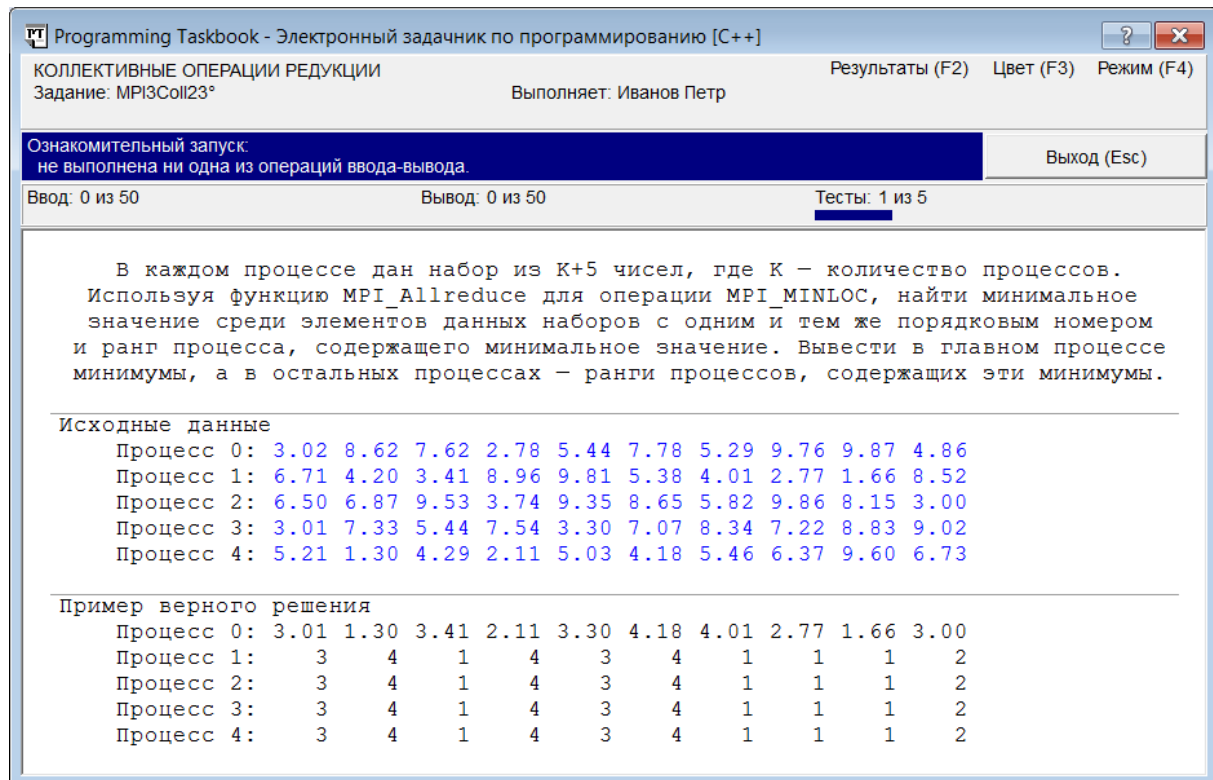 Programming Taskbook - Электронный задачник по программированию [C++]
КОЛЛЕКТИВНЫЕ ОПЕРАЦИИ РЕДУКЦИИ Результаты (F2) Цвет (F3) Режим (F4)
Задание: MPI3Coll23° Выполняет: Иванов Петр
Ознакомительный запуск:
не выполнена ни одна из операций ввода-вывода.
Выход (Esc)
Ввод: 0 из 50 Вывод: 0 из 50 Тесты: 1 из 5
В каждом процессе дан набор из K+5 чисел, где K — количество процессов.
Используя функцию MPI_Allreduce для операции MPI_MINLOC, найти минимальное
значение среди элементов данных наборов с одним и тем же порядковым номером
и ранг процесса, содержащего минимальное значение. Вывести в главном процессе
минимумы, а в остальных процессах — ранги процессов, содержащих эти минимумы.
Исходные данные
Процесс 0: 3.02 8.62 7.62 2.78 5.44 7.78 5.29 9.76 9.87 4.86
Процесс 1: 6.71 4.20 3.41 8.96 9.81 5.38 4.01 2.77 1.66 8.52
Процесс 2: 6.50 6.87 9.53 3.74 9.35 8.65 5.82 9.86 8.15 3.00
Процесс 3: 3.01 7.33 5.44 7.54 3.30 7.07 8.34 7.22 8.83 9.02
Процесс 4: 5.21 1.30 4.29 2.11 5.03 4.18 5.46 6.37 9.60 6.73
Пример верного решения
Процесс 0: 3.01 1.30 3.41 2.11 3.30 4.18 4.01 2.77 1.66 3.00
Процесс 1: 3 4 1 4 3 4 1 1 1 2
Процесс 2: 3 4 1 4 3 4 1 1 1 2
Процесс 3: 3 4 1 4 3 4 1 1 1 2
Процесс 4: 3 4 1 4 3 4 1 1 1 2